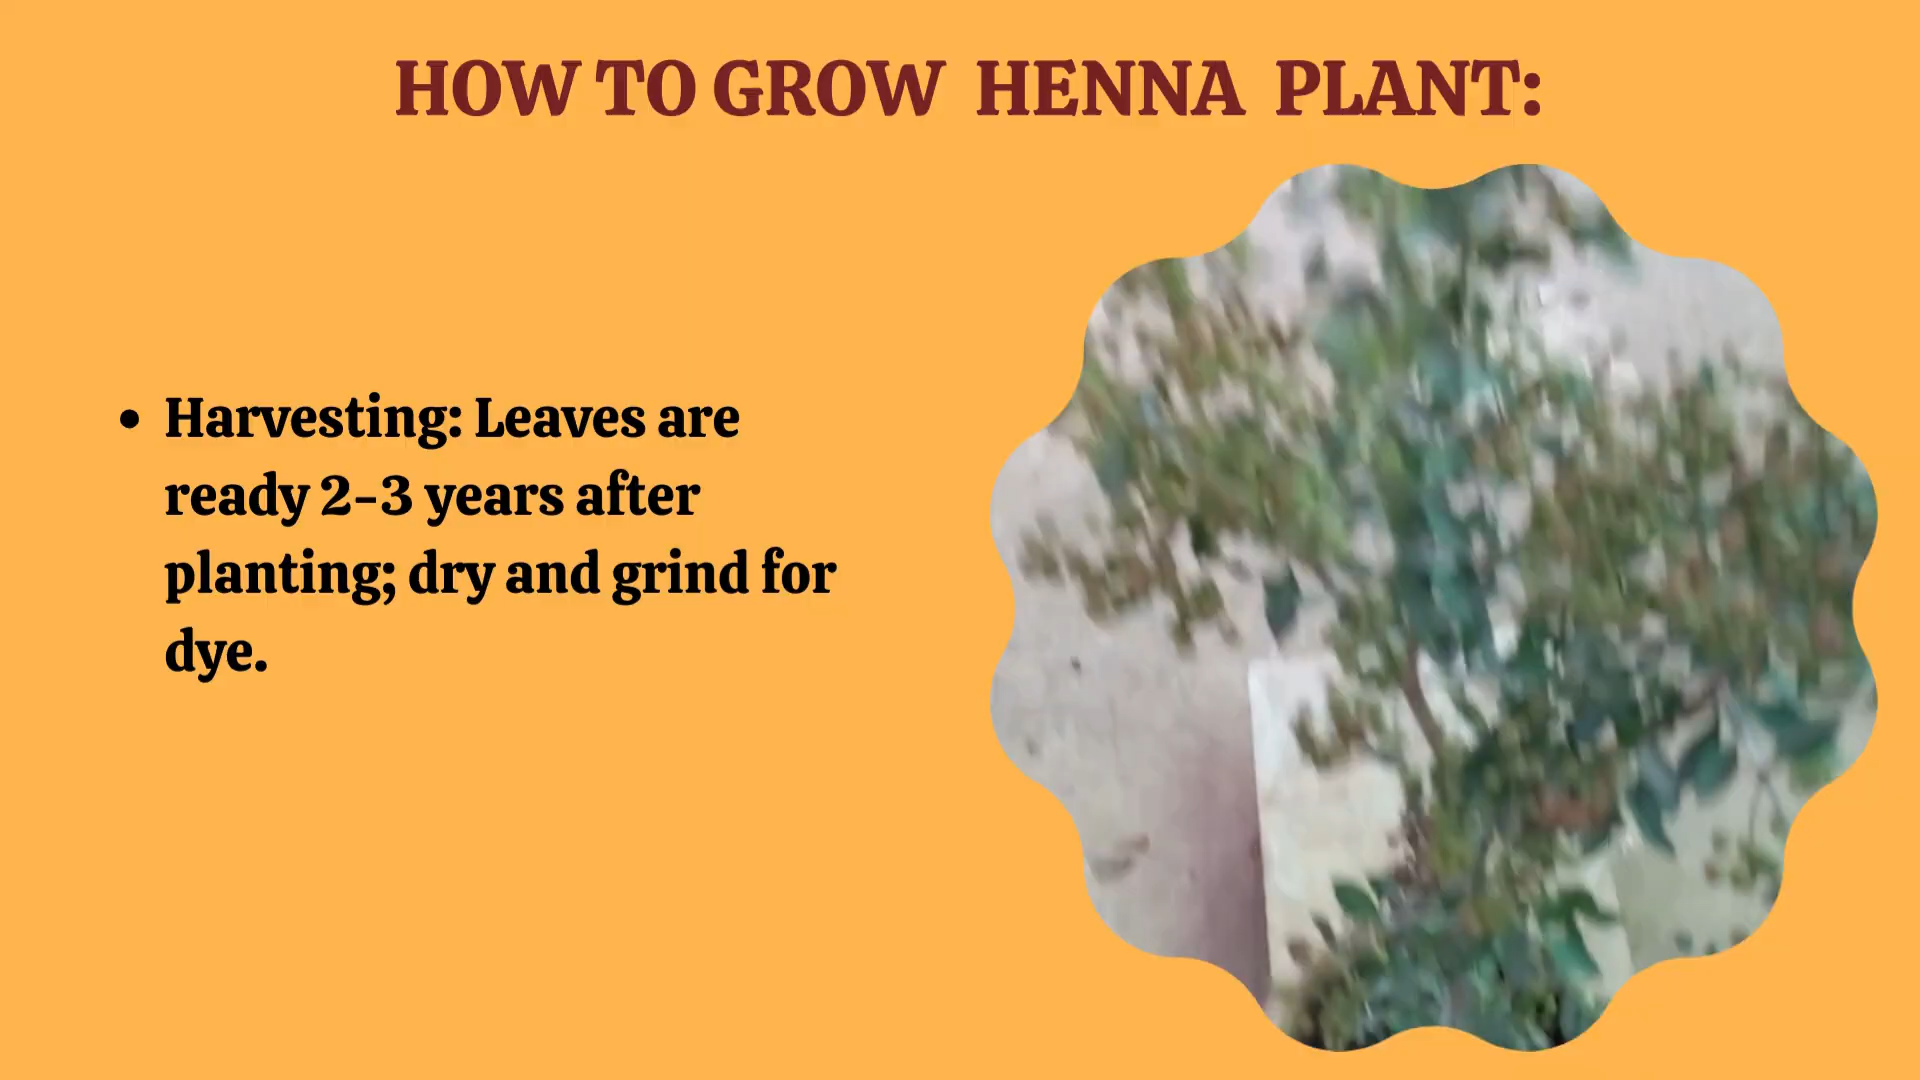 HOW TO GROW HENNA PLANT:
• Harvesting: Leaves are
ready 2-3 years after
planting; dry and grind for
dye.